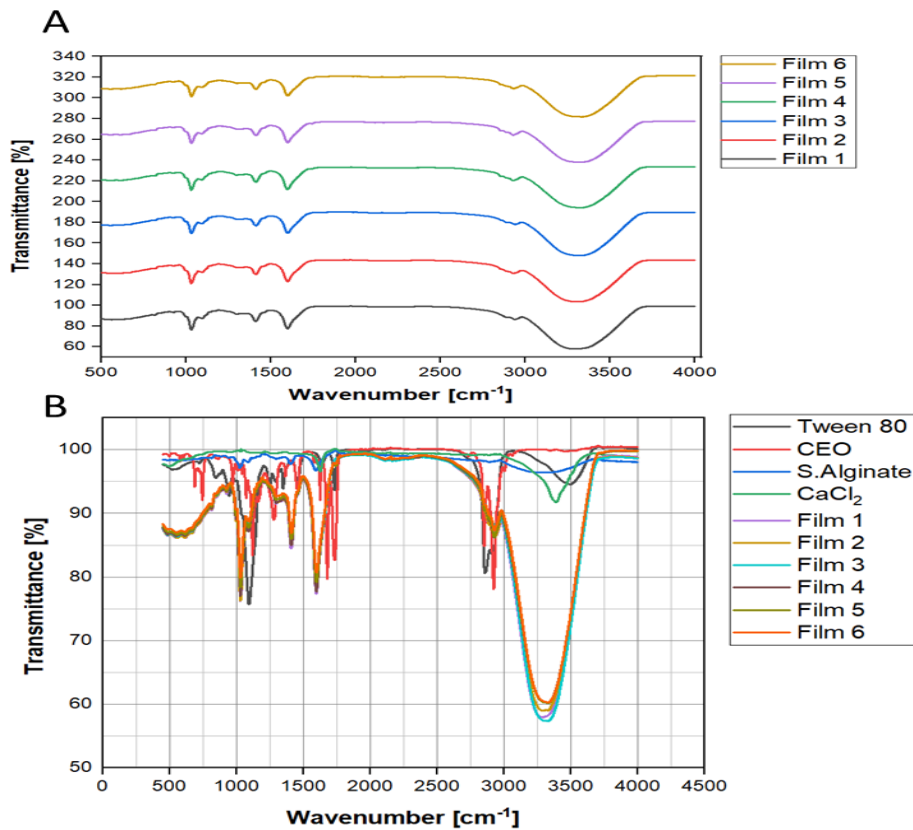 A
340
320
300
280
260
240
220
200
180
160
140
120
100
80
60
Transmittance [%]
500 1000 1500 2000 2500 3000 3500 4000
Wavenumber [cm⁻¹]
Film 6
Film 5
Film 4
Film 3
Film 2
Film 1
B
100
90
80
70
60
50
Transmittance [%]
0 500 1000 1500 2000 2500 3000 3500 4000 4500
Wavenumber [cm⁻¹]
Tween 80
CEO
S.Alginate
CaCl₂
Film 1
Film 2
Film 3
Film 4
Film 5
Film 6